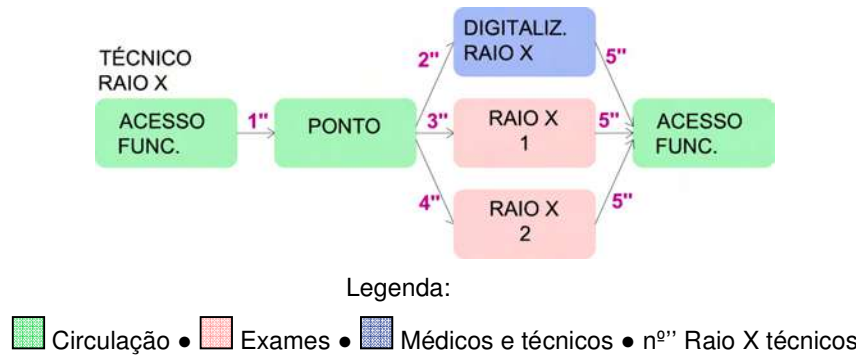 TÉCNICO
RAIO X
ACESSO
FUNC.
1"
PONTO
2"
3"
4"
DIGITALIZ.
RAIO X
RAIO X
1
RAIO X
2
5"
5"
5"
ACESSO
FUNC.
Legenda:
Circulação ● Exames ● Médicos e técnicos ● nº’’ Raio X técnicos